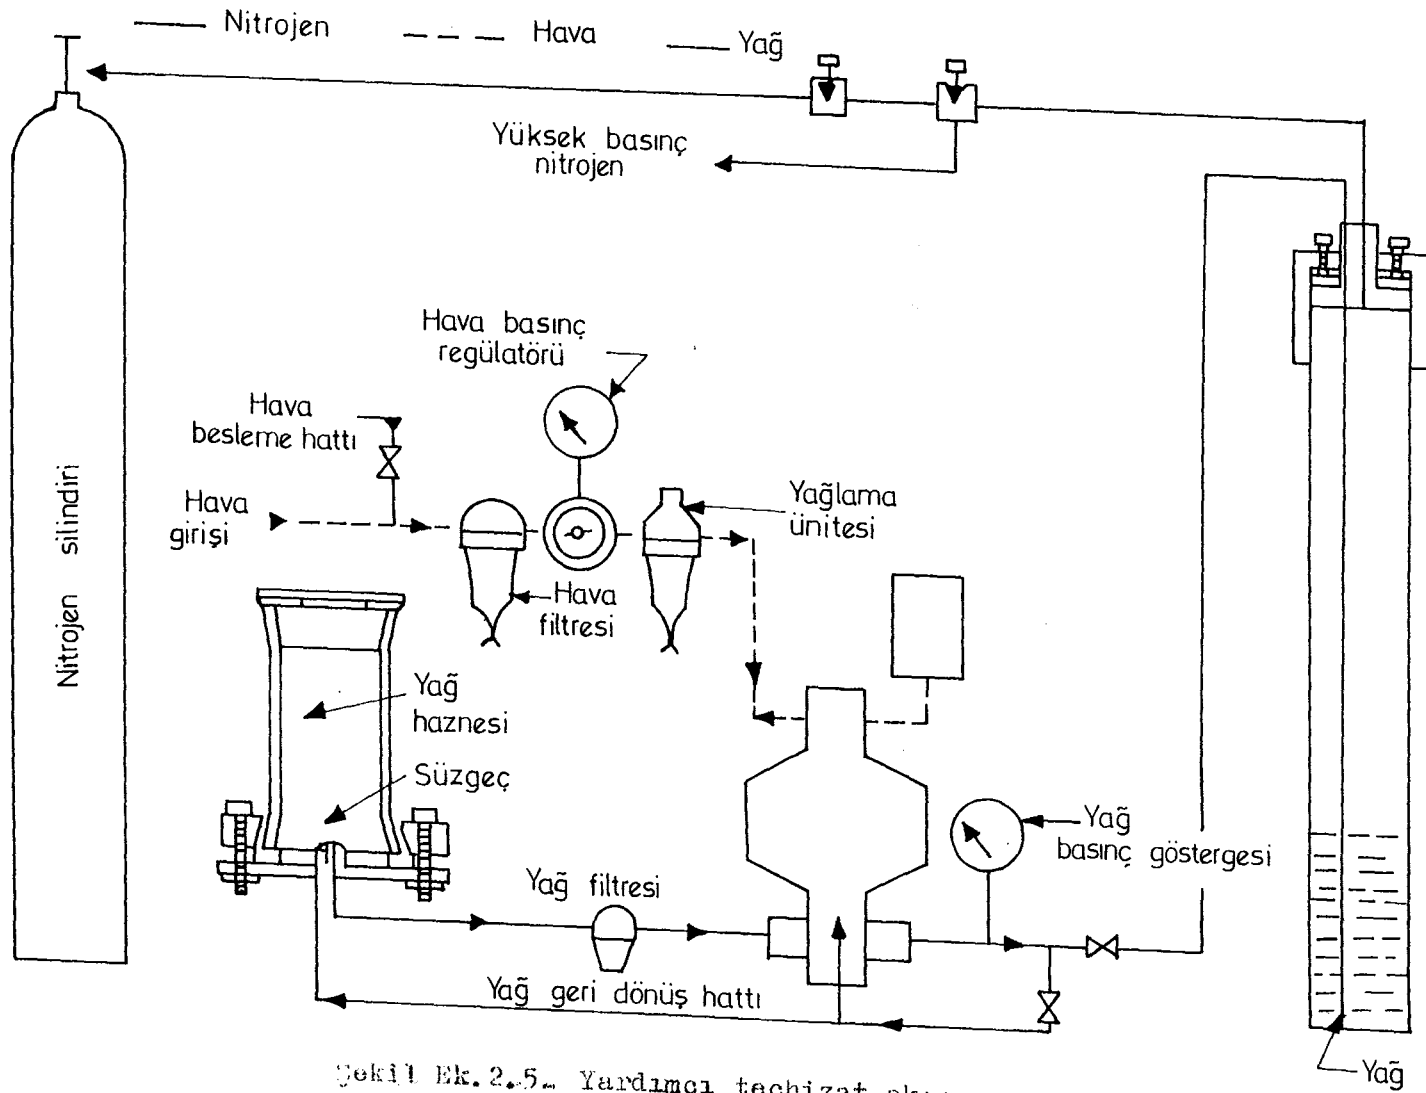 Nitrojen
Hava
Yağ
Yüksek basınç
nitrojen
Hava basınç
regülatörü
Hava
besleme hattı
Hava
girişi
Yağlama
ünitesi
Hava
filtresi
Nitrojen silindiri
Yağ
haznesi
Süzgeç
Yağ
basınç göstergesi
Yağ filtresi
Yağ geri dönüş hattı
Yağ
Şekil Ek.2.5. Yardımcı teçhizat